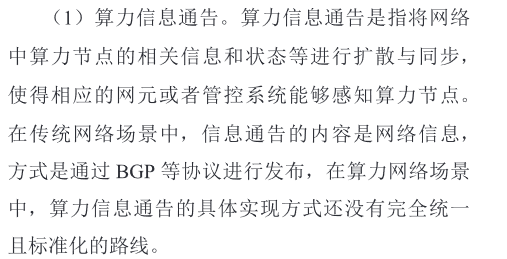 （1）算力信息通告。算力信息通告是指将网络
中算力节点的相关信息和状态等进行扩散与同步，
使得相应的网元或者管控系统能够感知算力节点。
在传统网络场景中，信息通告的内容是网络信息，
方式是通过 BGP 等协议进行发布，在算力网络场景
中，算力信息通告的具体实现方式还没有完全统一
且标准化的路线。